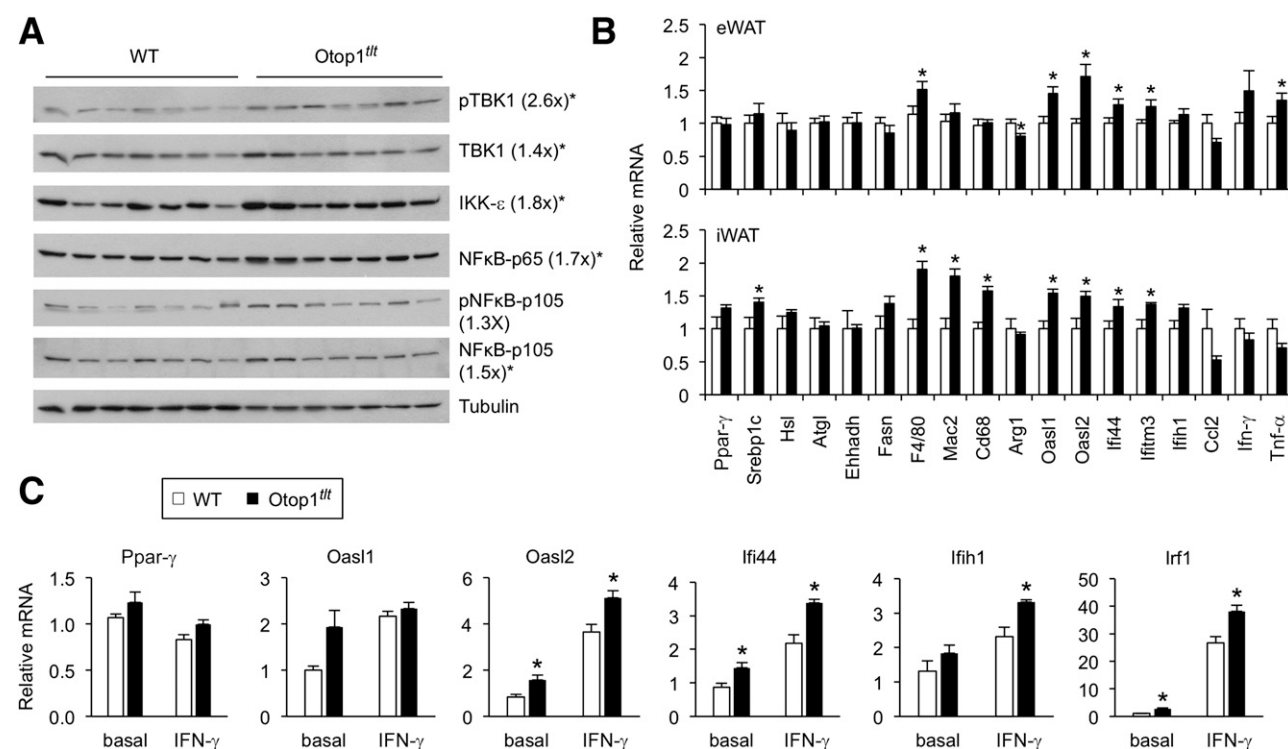 A
WT
Otop1tlt
pTBK1 (2.6x)*
TBK1 (1.4x)*
IKK-ε (1.8x)*
NFκB-p65 (1.7x)*
pNFκB-p105
(1.3X)
NFκB-p105
(1.5x)*
Tubulin
B
Relative mRNA
eWAT
2.5
2
1.5
1
0.5
0
* * * * * * *
iWAT
2.5
2
1.5
1
0.5
0
* * * * * * * *
Ppar-γ
Srebp1c
Hsl
Atgl
Ehhadh
Fasn
F4/80
Mac2
Cd68
Arg1
Oasl1
Oasl2
Ifi44
Ifitm3
Ifih1
Ccl2
Ifn-γ
Tnf-α
C
WT
Otop1tlt
Relative mRNA
Ppar-γ
1.5
1.0
0.5
0.0
basal IFN-γ
Oasl1
3
2
1
0
basal IFN-γ
Oasl2
6
4
2
0
* *
basal IFN-γ
Ifi44
4
3
2
1
0
* *
basal IFN-γ
Ifih1
4
3
2
1
0
*
basal IFN-γ
Irf1
50
40
30
20
10
0
* *
basal IFN-γ